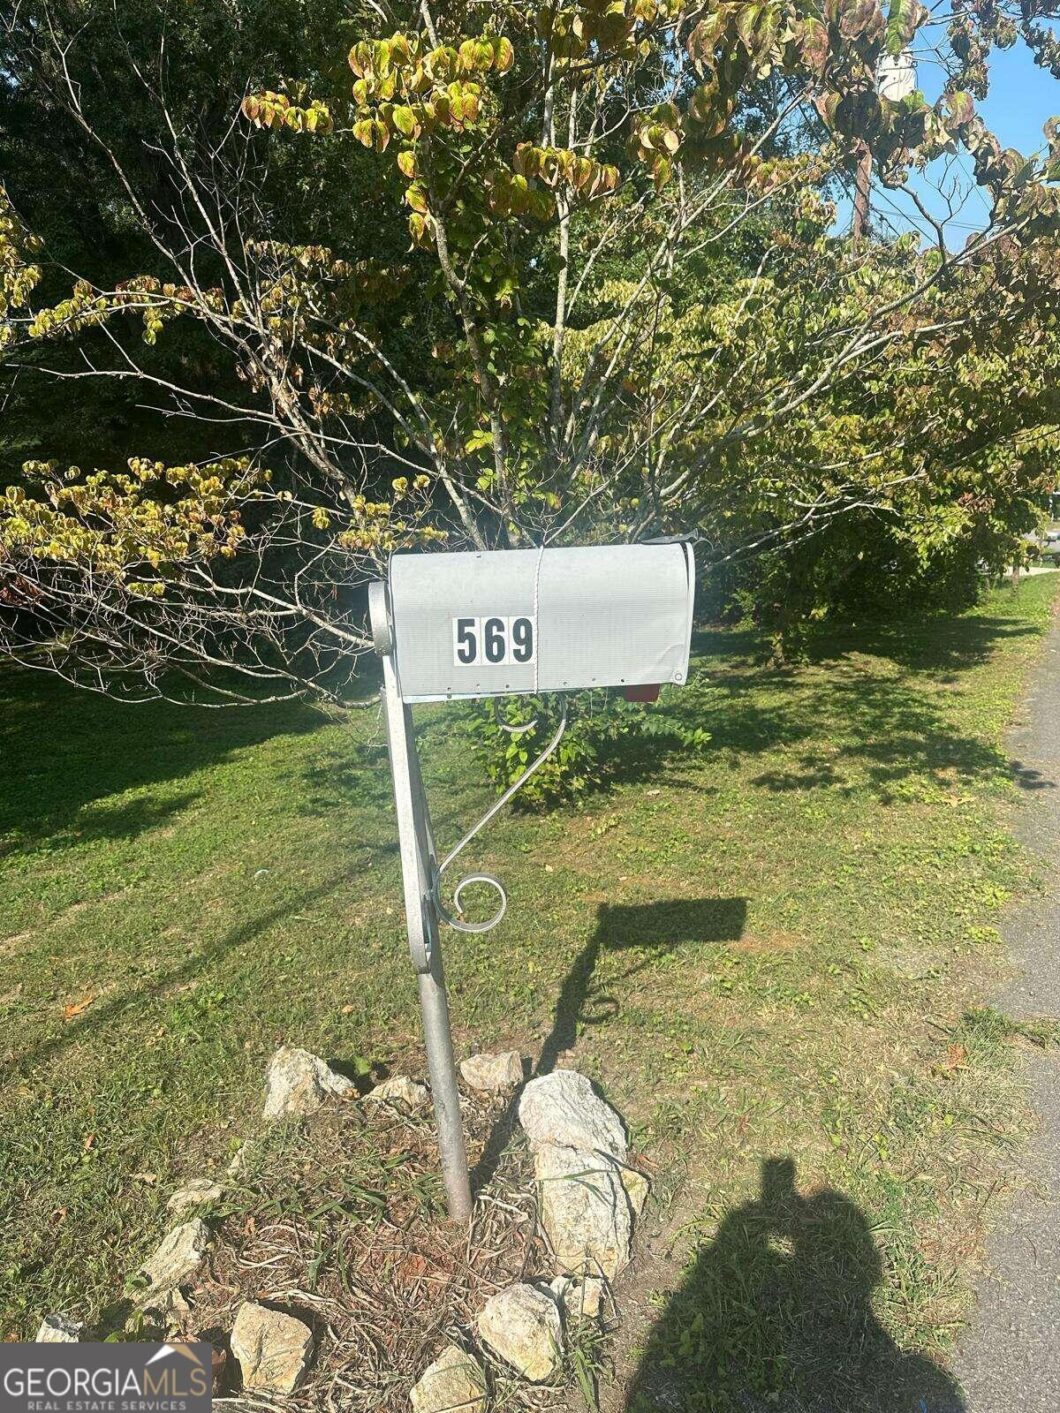 569
GEORGIAMLS
REAL ESTATE SERVICES